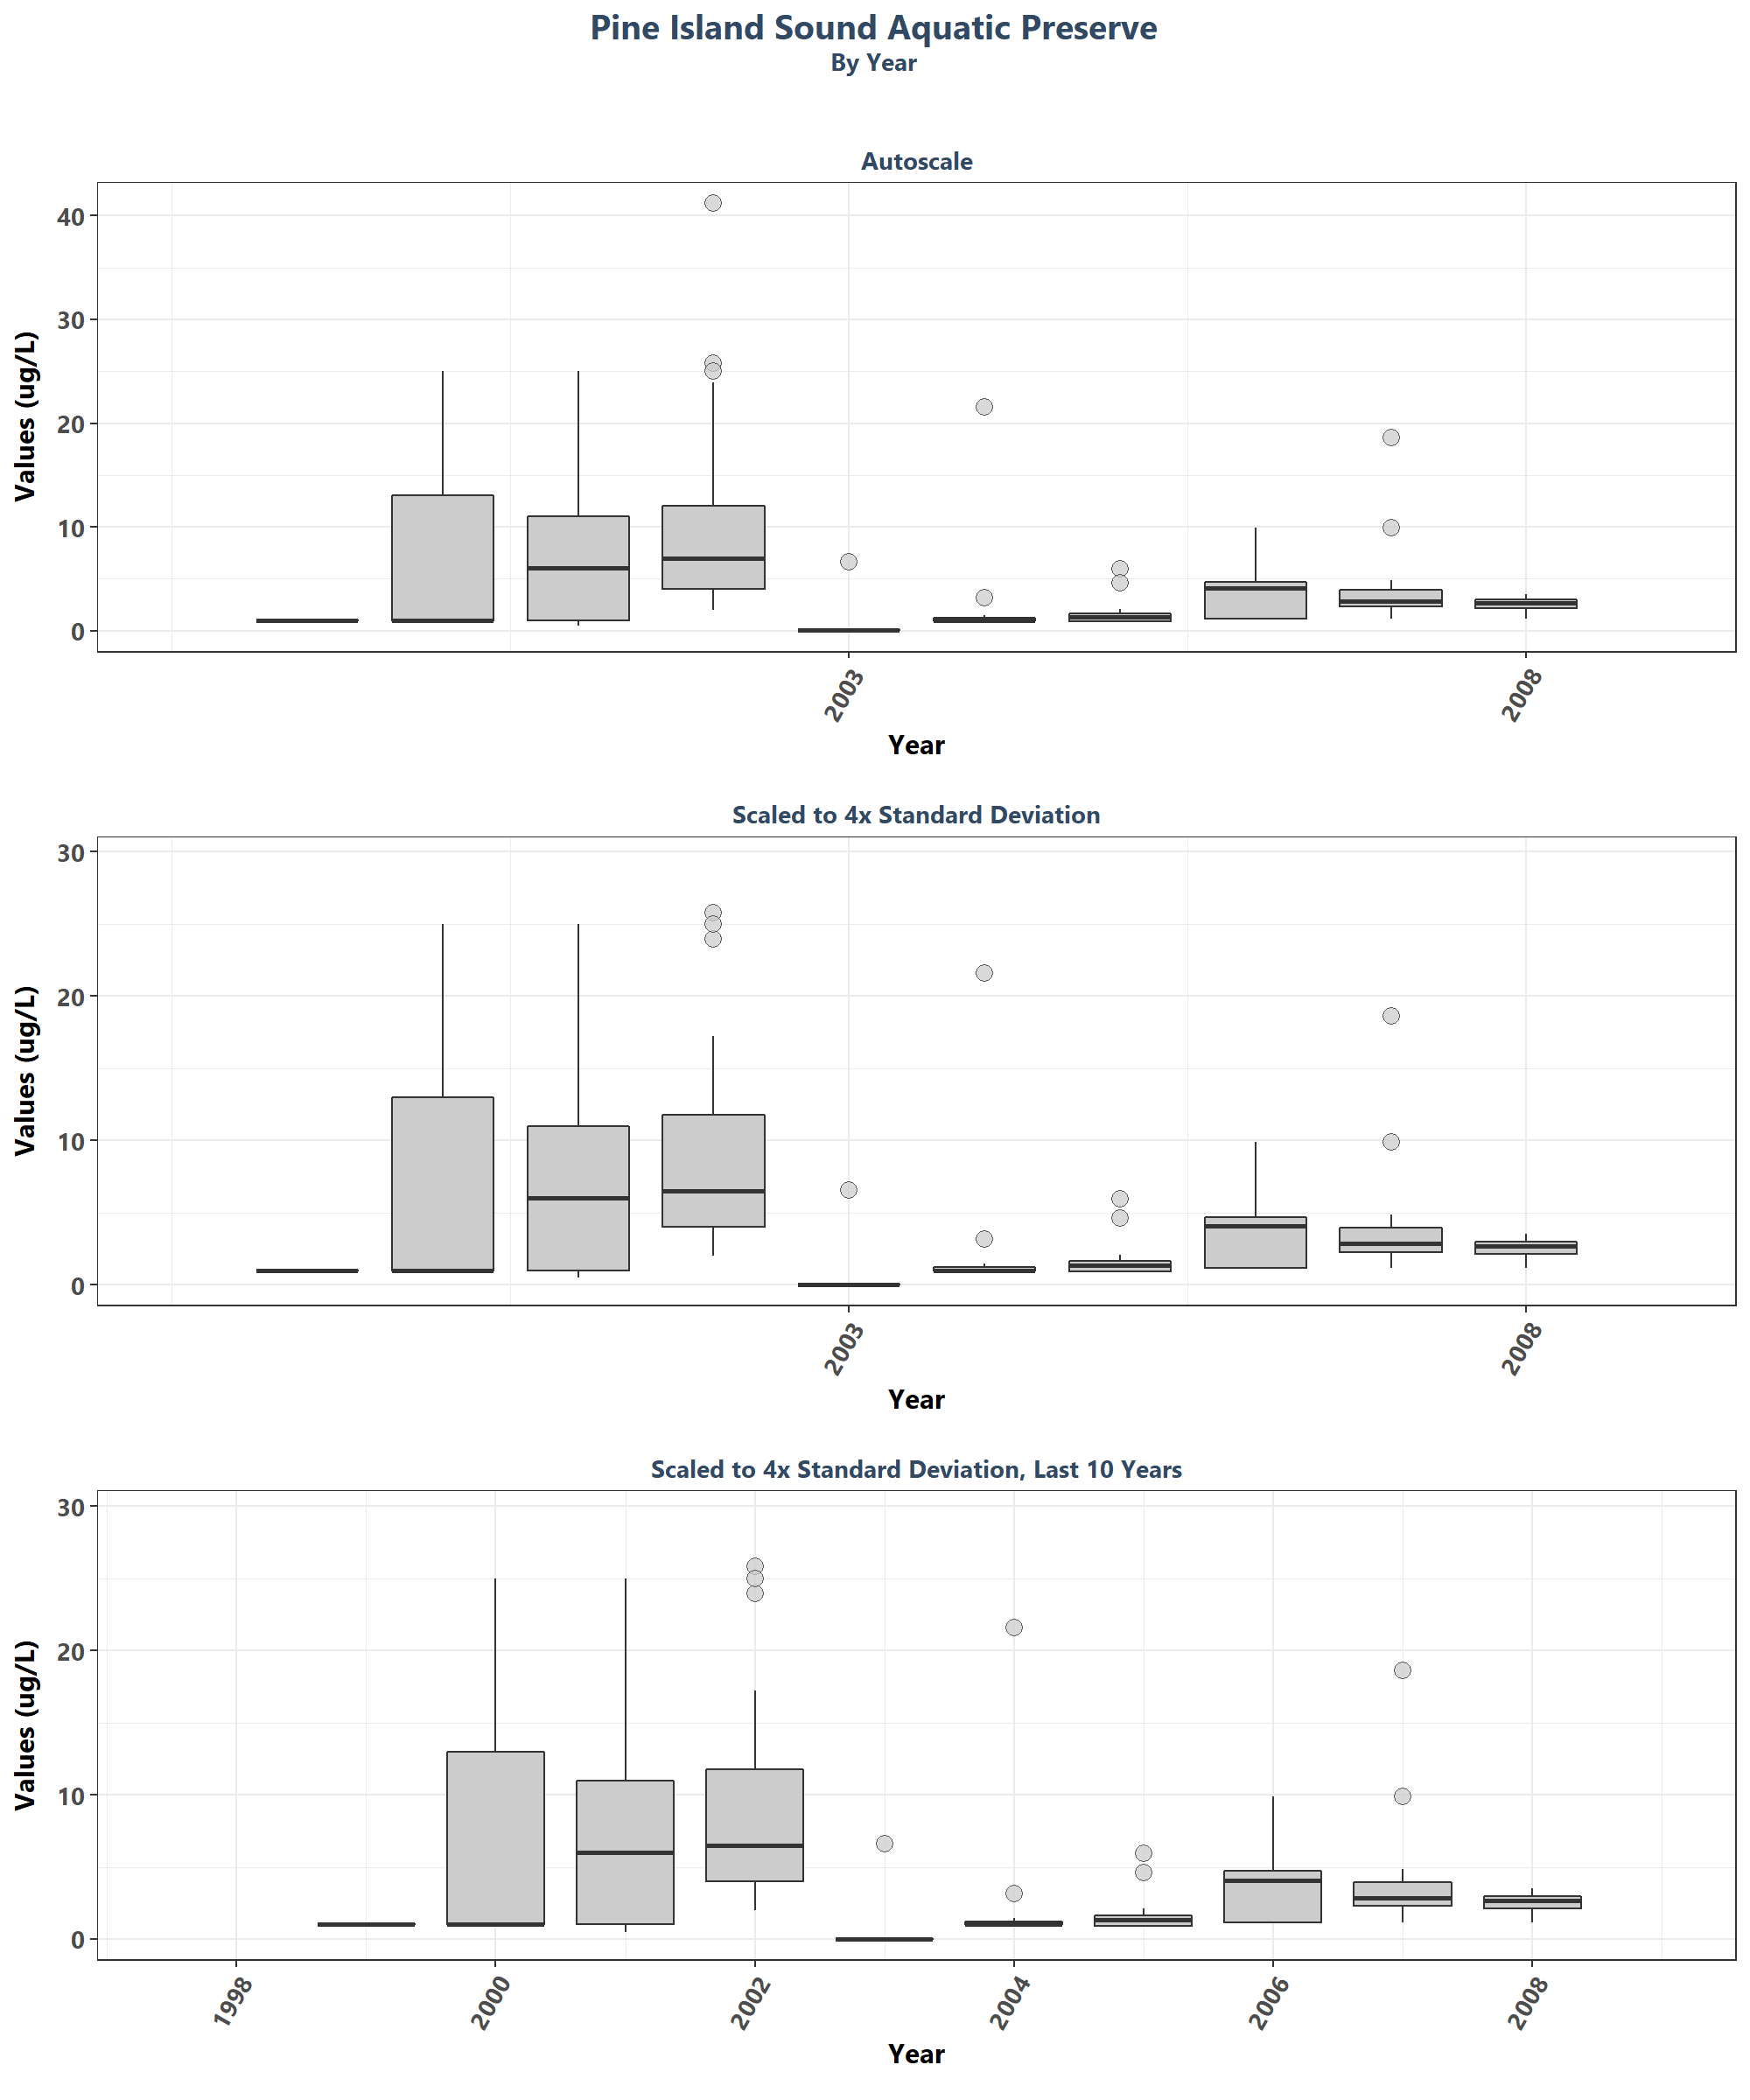 Pine Island Sound Aquatic Preserve
By Year
Autoscale
Values (ug/L)
40
30
20
10
0
2003
2008
Year
Scaled to 4x Standard Deviation
Values (ug/L)
30
20
10
0
2003
2008
Year
Scaled to 4x Standard Deviation, Last 10 Years
Values (ug/L)
30
20
10
0
1998
2000
2002
2004
2006
2008
Year